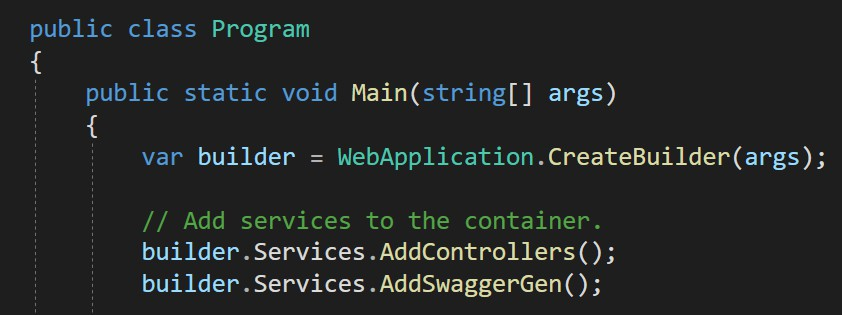 public class Program
{
public static void Main(string[] args)
{
var builder = WebApplication.CreateBuilder(args);
// Add services to the container.
builder.Services.AddControllers();
builder.Services.AddSwaggerGen();